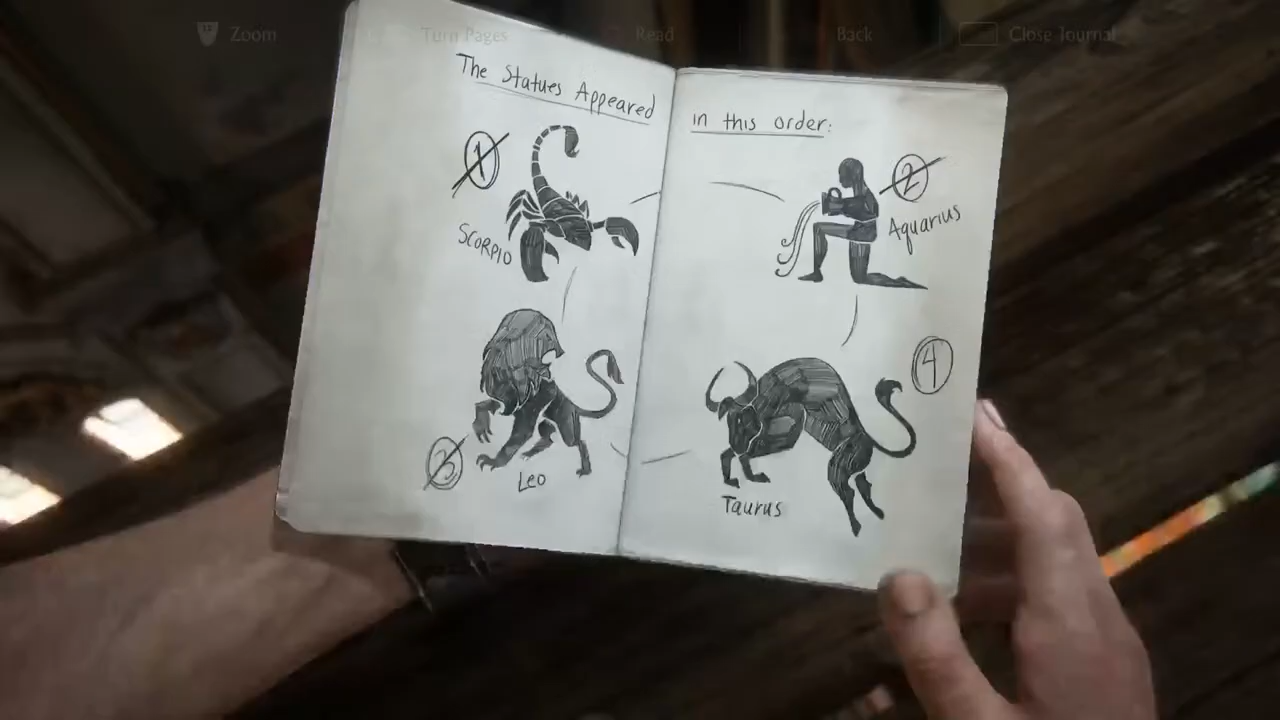 Zoom
Turn Pages
Read
Back
Close Journal
The Statues Appeared
in this order:
1
2
SCORPIO
Aquarius
4
3
Leo
Taurus